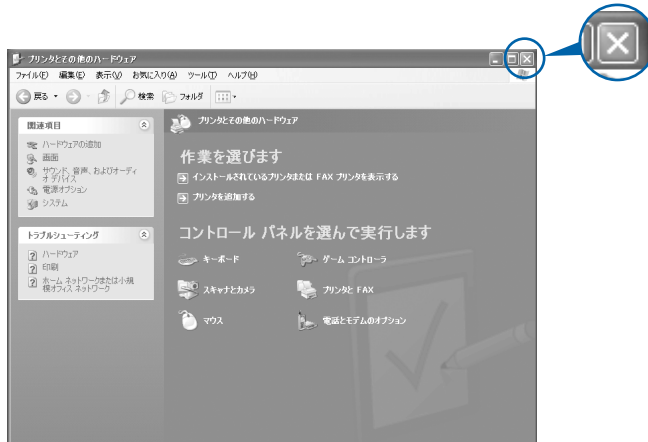 プリンタとその他のハードウェア
ファイル(F) 編集(E) 表示(V) お気に入り(A) ツール(T) ヘルプ(H)
戻る 検索 フォルダ
関連項目
ハードウェアの追加
画面
サウンド、音声、およびオーディ
オ デバイス
電源オプション
システム
トラブルシューティング
ハードウェア
印刷
ホーム ネットワークまたは小規
模オフィス ネットワーク
プリンタとその他のハードウェア
作業を選びます
インストールされているプリンタまたは FAX プリンタを表示する
プリンタを追加する
コントロール パネルを選んで実行します
キーボード ゲーム コントローラ
スキャナとカメラ プリンタと FAX
マウス 電話とモデムのオプション